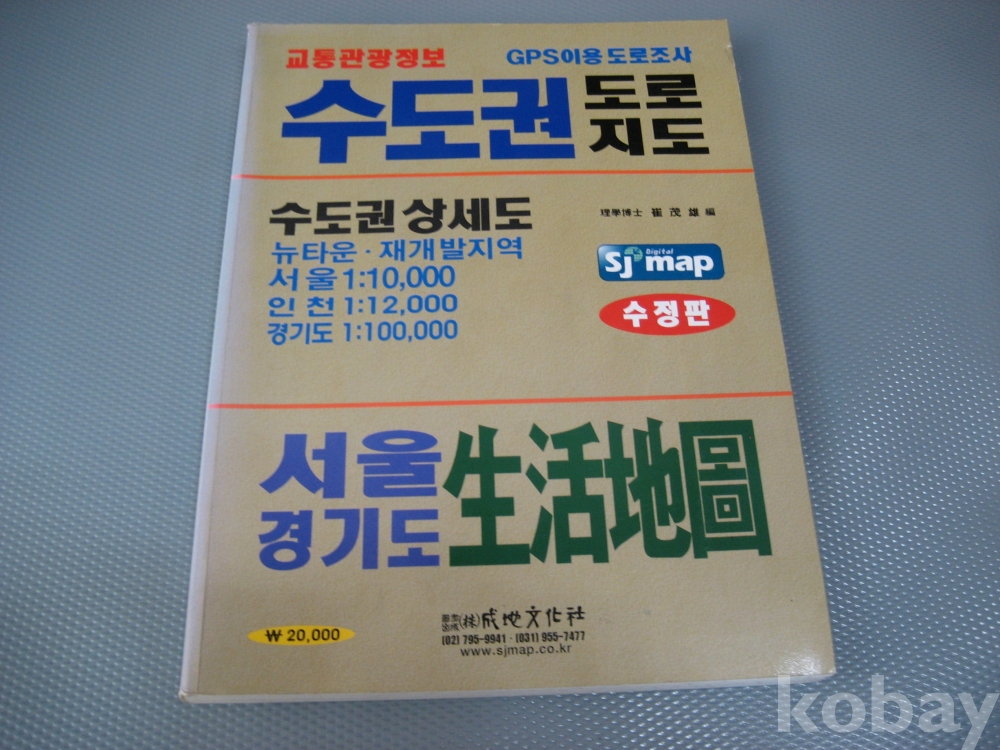 교통관광정보
GPS이용도로조사
수도권 도로
지도
수도권 상세도
뉴타운 · 재개발지역
서울 1:10,000
인천 1:12,000
경기도 1:100,000
理學博士 崔茂雄 編
Digital
Sj map
수정판
서울
경기도
生活地圖
(株)成地文化社
(02) 795-9941 · (031) 955-7477
www.sjmap.co.kr
₩ 20,000
kobay